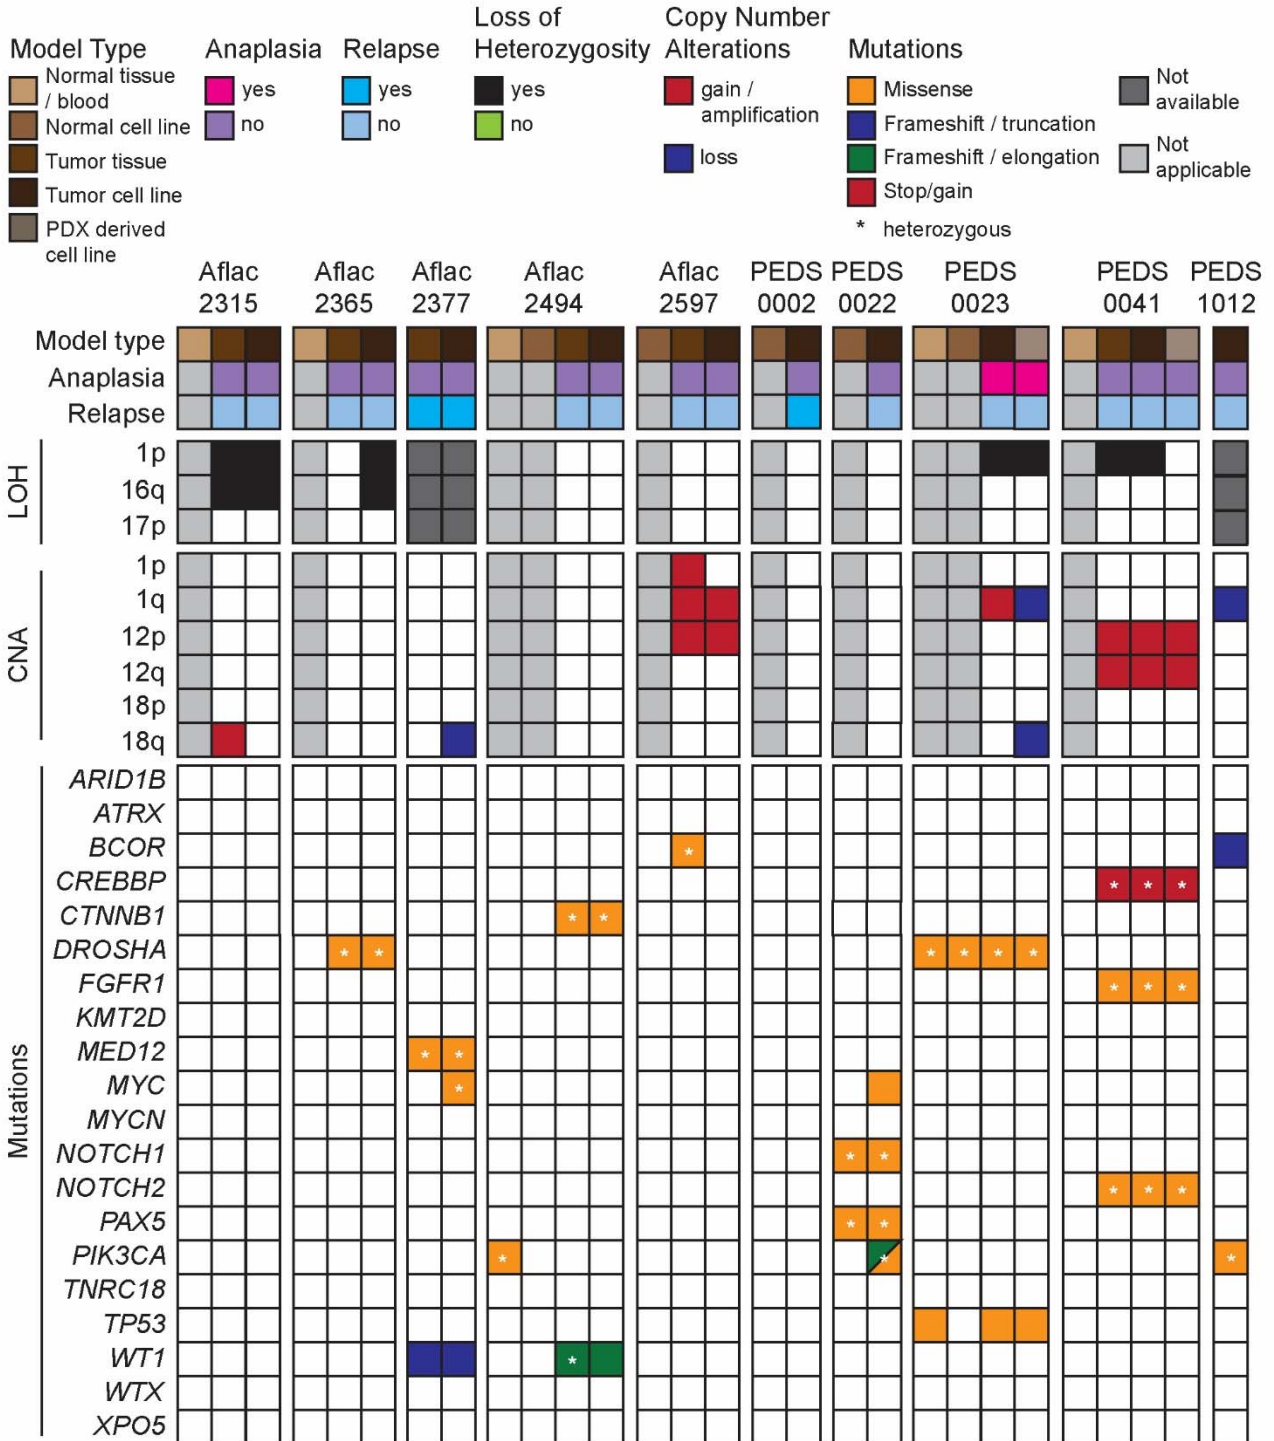 Model Type
Normal tissue
/ blood
Normal cell line
Tumor tissue
Tumor cell line
PDX derived
cell line
Anaplasia
yes
no
Relapse
yes
no
Loss of
Heterozygosity
yes
no
Copy Number
Alterations
gain /
amplification
loss
Mutations
Missense
Frameshift / truncation
Frameshift / elongation
Stop/gain
* heterozygous
Not
available
Not
applicable
Aflac
2315
Aflac
2365
Aflac
2377
Aflac
2494
Aflac
2597
PEDS
0002
PEDS
0022
PEDS
0023
PEDS
0041
PEDS
1012
Model type
Anaplasia
Relapse
LOH
1p
16q
17p
CNA
1p
1q
12p
12q
18p
18q
Mutations
ARID1B
ATRX
BCOR * 
CREBBP * * *
CTNNB1 * *
DROSHA * * * * * *
FGFR1 * * *
KMT2D
MED12 * *
MYC *
MYCN
NOTCH1 * *
NOTCH2 * * *
PAX5 * *
PIK3CA * * *
TNRC18
TP53
WT1 *
WTX
XPO5